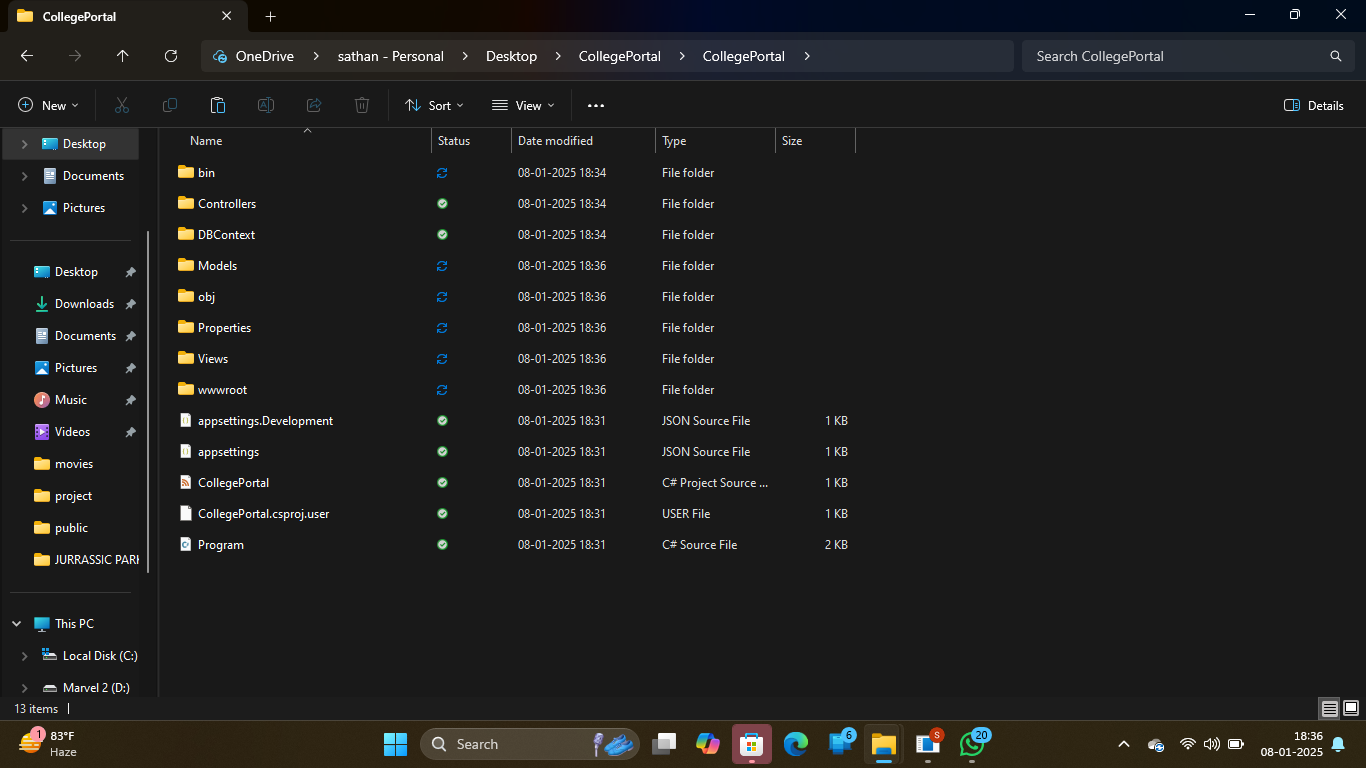 CollegePortal
OneDrive sathan - Personal Desktop CollegePortal CollegePortal
Search CollegePortal
New Sort View Details
Name Status Date modified Type Size
Desktop
Documents
Pictures
Desktop
Downloads
Documents
Pictures
Music
Videos
movies
project
public
JURRASSIC PARK
This PC
Local Disk (C:)
Marvel 2 (D:)
bin 08-01-2025 18:34 File folder
Controllers 08-01-2025 18:34 File folder
DBContext 08-01-2025 18:34 File folder
Models 08-01-2025 18:36 File folder
obj 08-01-2025 18:36 File folder
Properties 08-01-2025 18:36 File folder
Views 08-01-2025 18:36 File folder
wwwroot 08-01-2025 18:36 File folder
appsettings.Development 08-01-2025 18:31 JSON Source File 1 KB
appsettings 08-01-2025 18:31 JSON Source File 1 KB
CollegePortal 08-01-2025 18:31 C# Project Source ... 1 KB
CollegePortal.csproj.user 08-01-2025 18:31 USER File 1 KB
Program 08-01-2025 18:31 C# Source File 2 KB
13 items
1
83°F
Haze
Search
6
S
20
18:36
08-01-2025